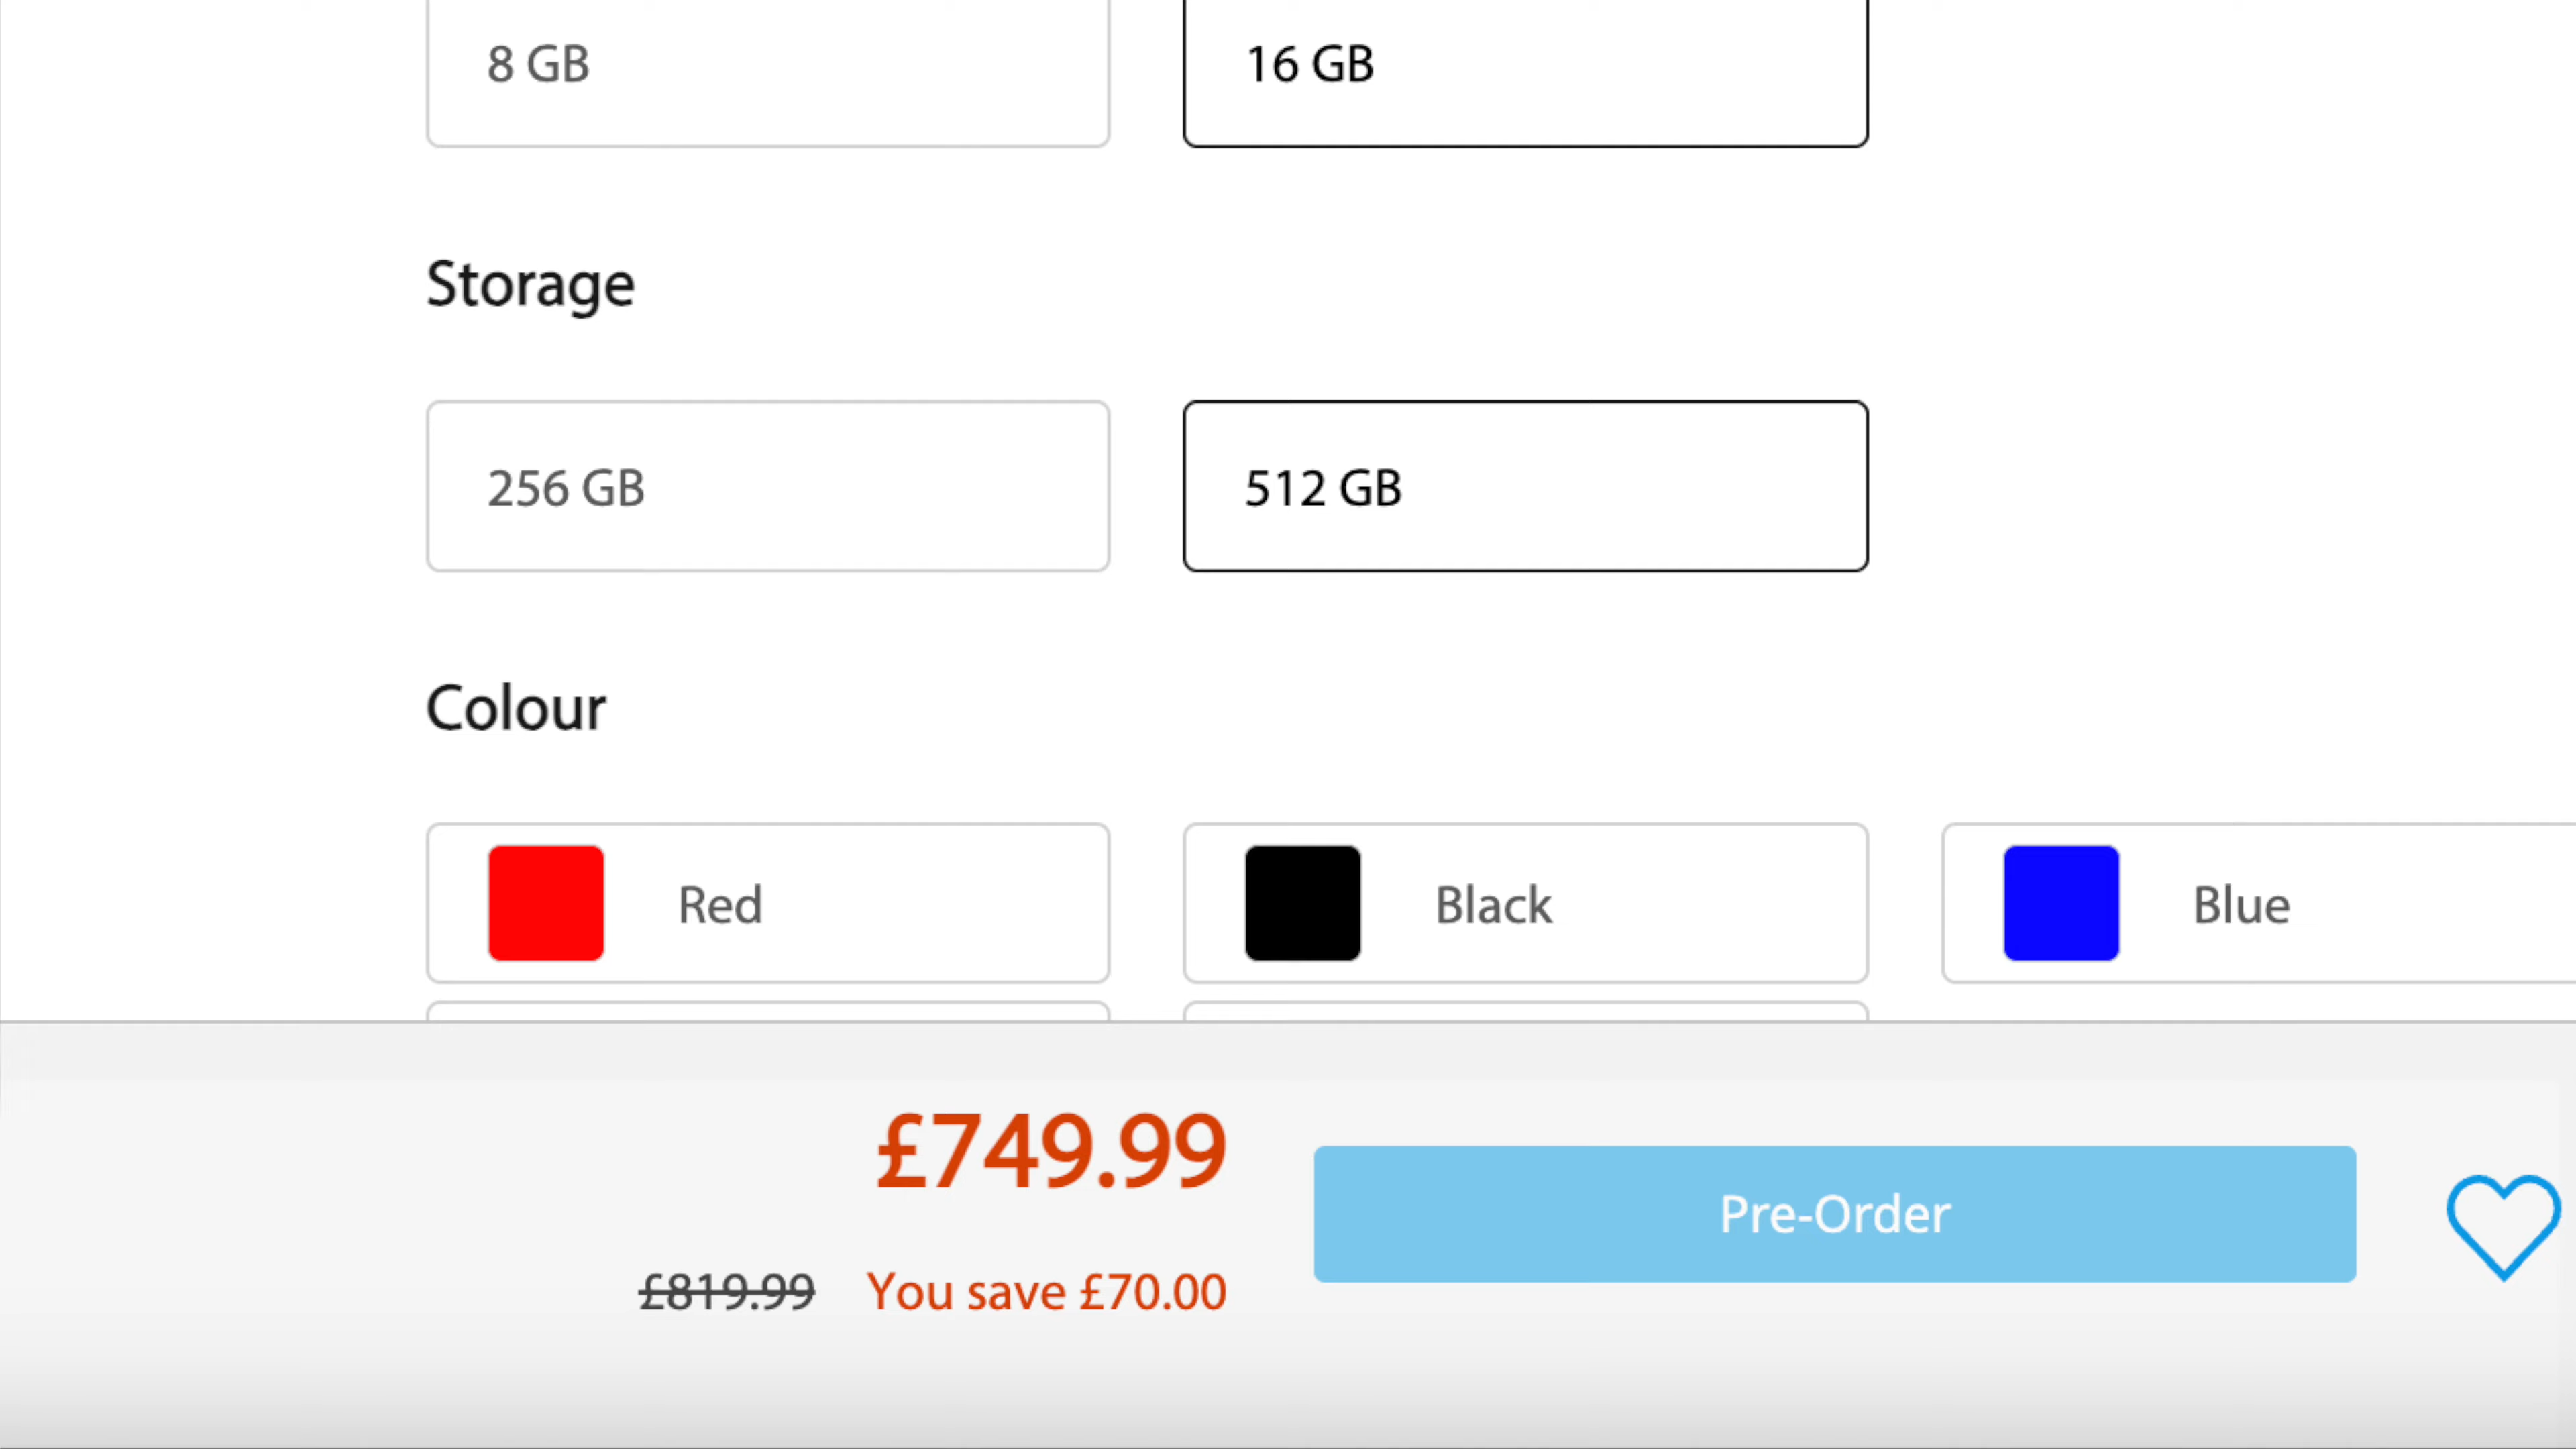 8 GB
16 GB
Storage
256 GB
512 GB
Colour
Red
Black
Blue
£749.99
£819.99 You save £70.00
Pre-Order